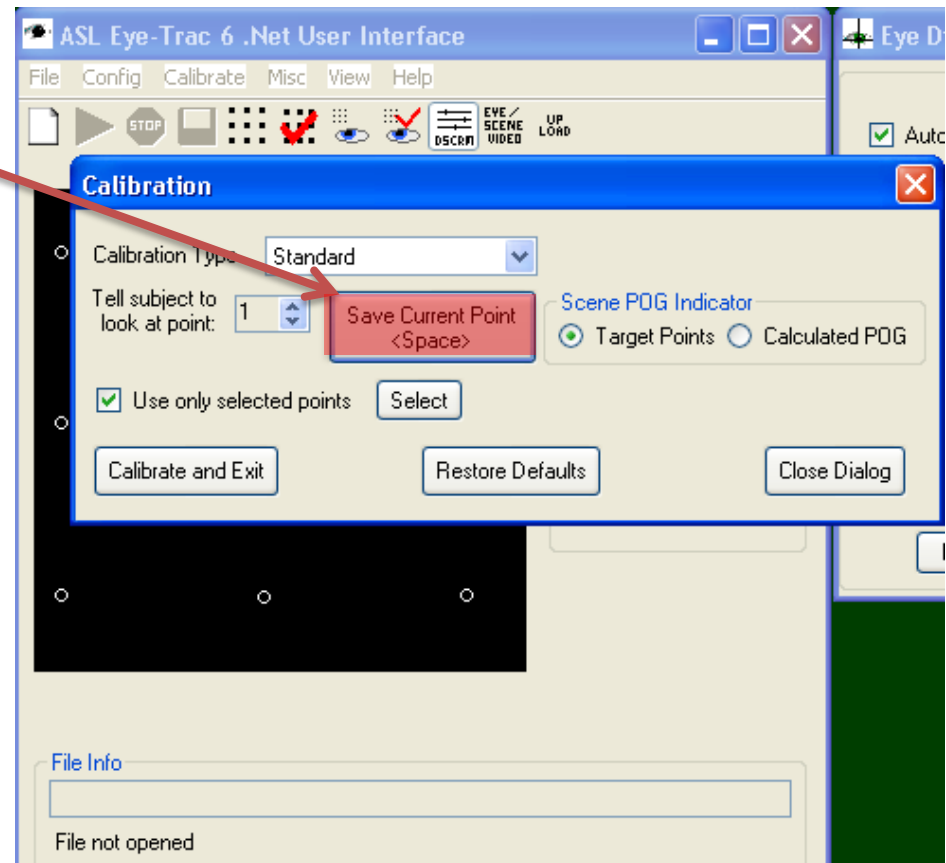 ASL Eye-Trac 6 .Net User Interface
Eye D
File Config Calibrate Misc View Help
STOP
DSCRM
EYE/
SCENE
VIDEO
UP
LOAD
Auto
Calibration
Calibration Type Standard
Tell subject to
look at point:
1
Save Current Point
<Space>
Scene POG Indicator
Target Points Calculated POG
Use only selected points Select
Calibrate and Exit Restore Defaults Close Dialog
File Info
File not opened